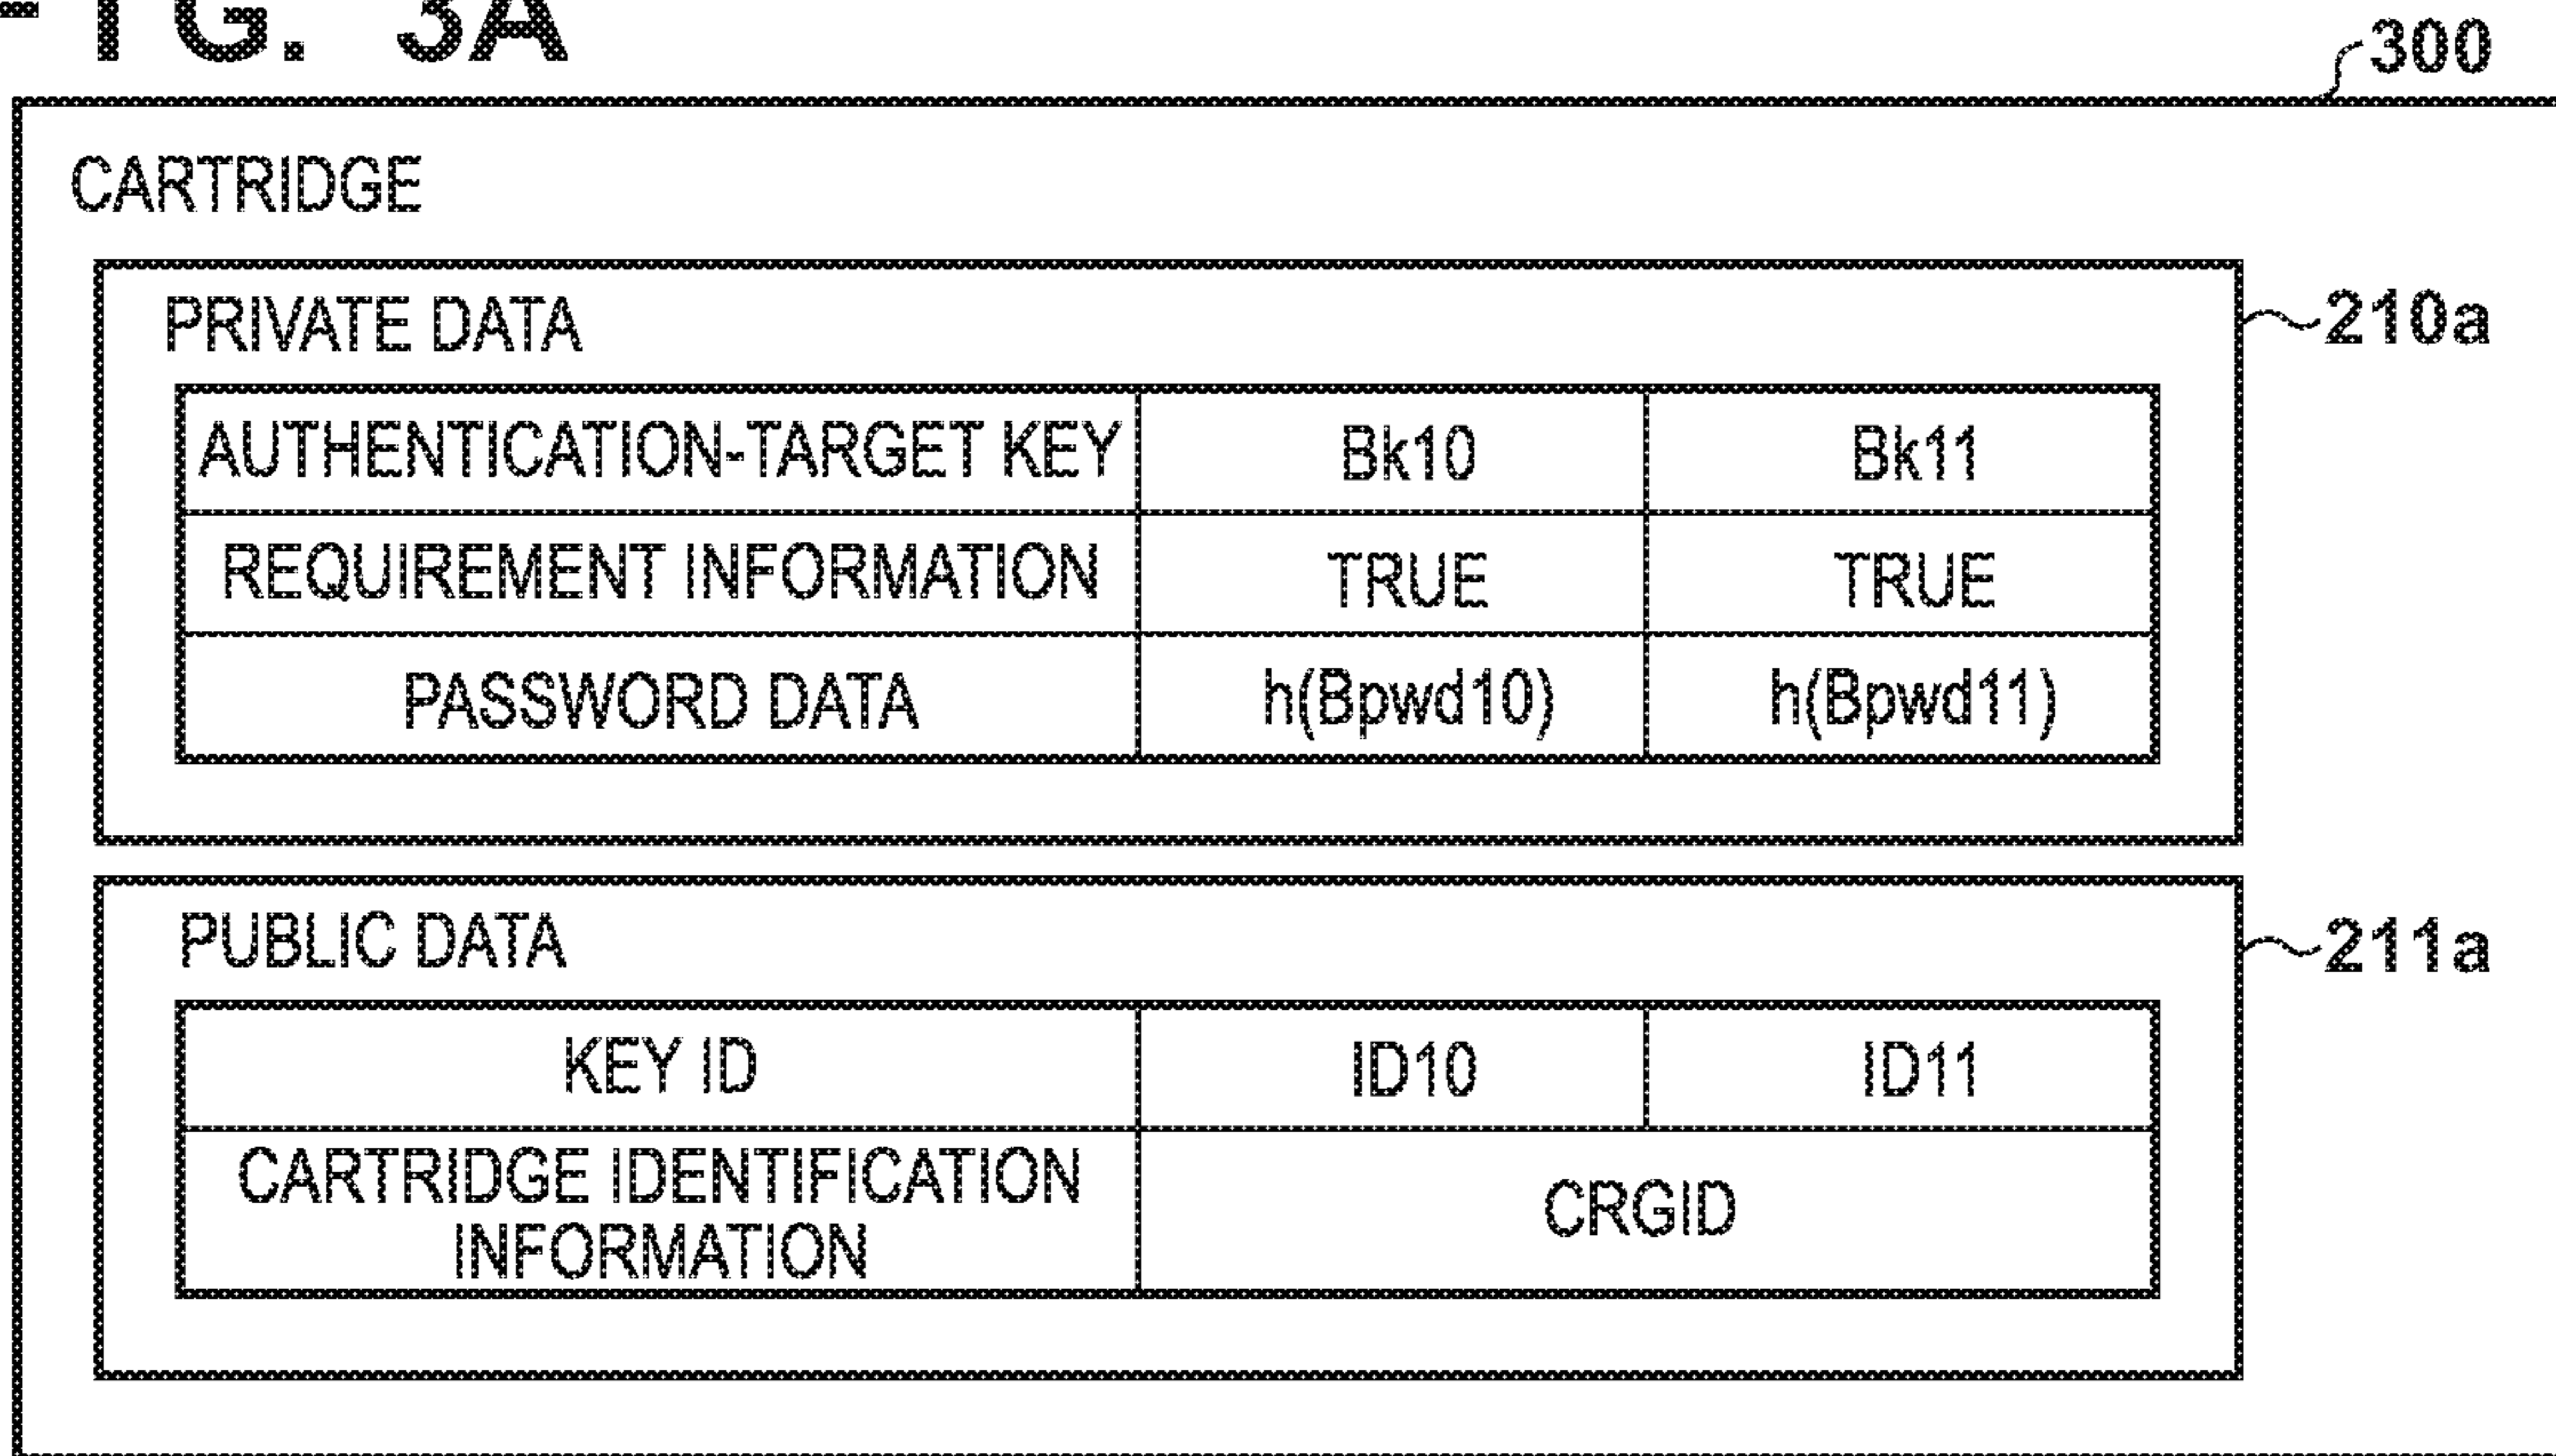 FIG. 3A
300
CARTRIDGE
PRIVATE DATA
210a
AUTHENTICATION-TARGET KEY Bk10 Bk11
REQUIREMENT INFORMATION TRUE TRUE
PASSWORD DATA h(Bpwd10) h(Bpwd11)
PUBLIC DATA
211a
KEY ID ID10 ID11
CARTRIDGE IDENTIFICATION
INFORMATION
CRGID